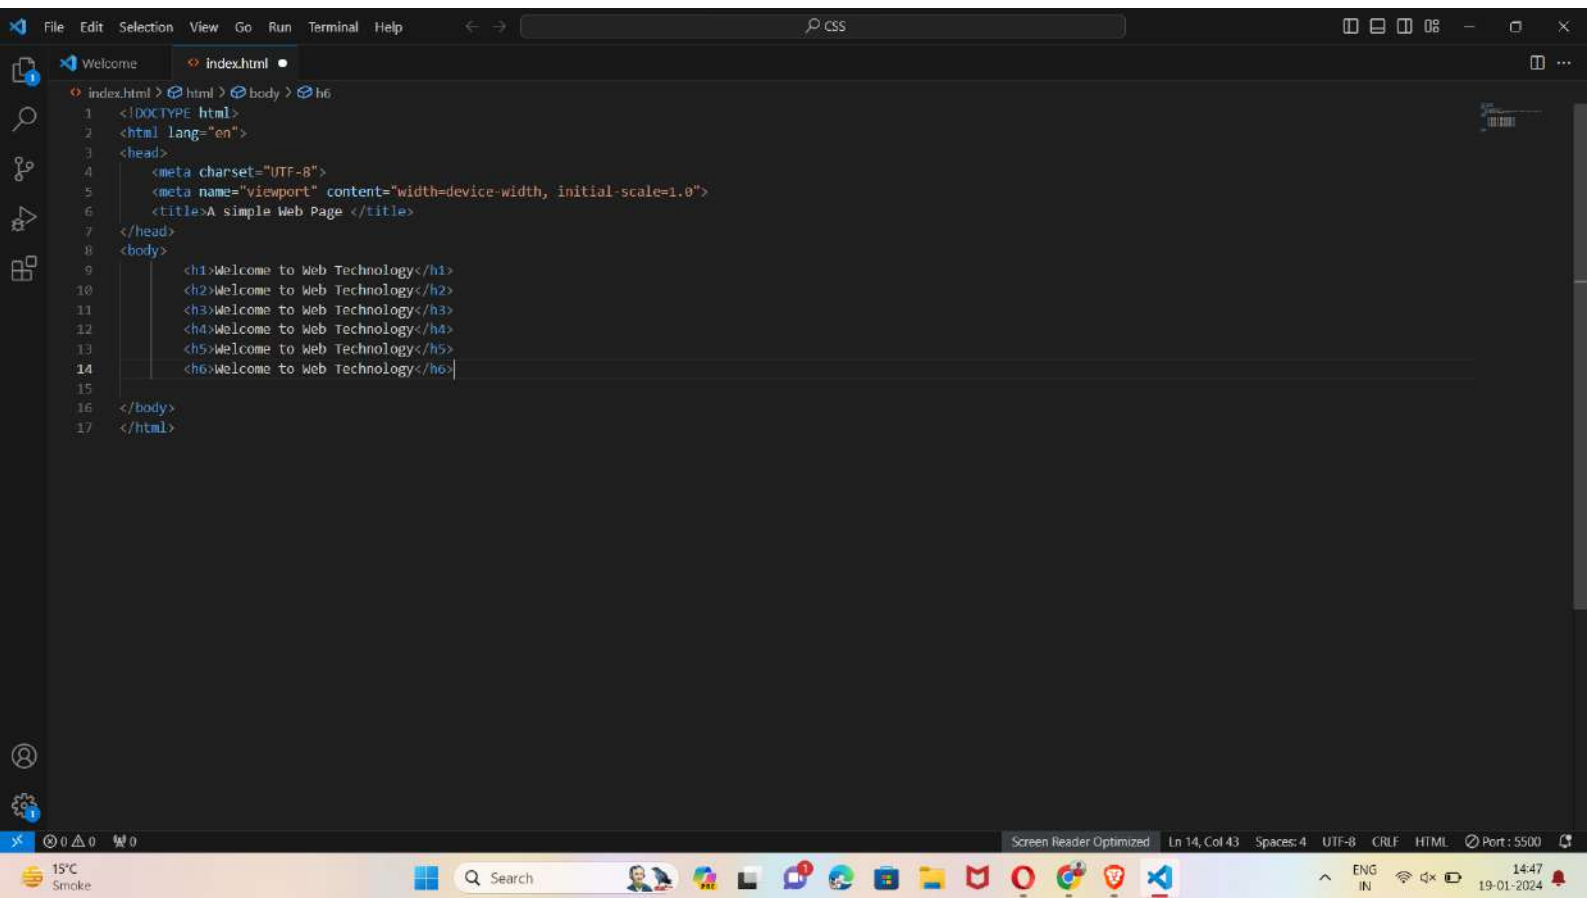 File Edit Selection View Go Run Terminal Help CSS
Welcome index.html
index.html > html > body > h6
1 <!DOCTYPE html>
2 <html lang="en">
3 <head>
4 <meta charset="UTF-8">
5 <meta name="viewport" content="width=device-width, initial-scale=1.0">
6 <title>A simple Web Page </title>
7 </head>
8 <body>
9 <h1>Welcome to Web Technology</h1>
10 <h2>Welcome to Web Technology</h2>
11 <h3>Welcome to Web Technology</h3>
12 <h4>Welcome to Web Technology</h4>
13 <h5>Welcome to Web Technology</h5>
14 <h6>Welcome to Web Technology</h6>
15
16 </body>
17 </html>
0 0 0 Screen Reader Optimized Ln 14, Col 43 Spaces: 4 UTF-8 CRLF HTML Port : 5500
15°C Search ENG 14:47
Smoke IN 19-01-2024